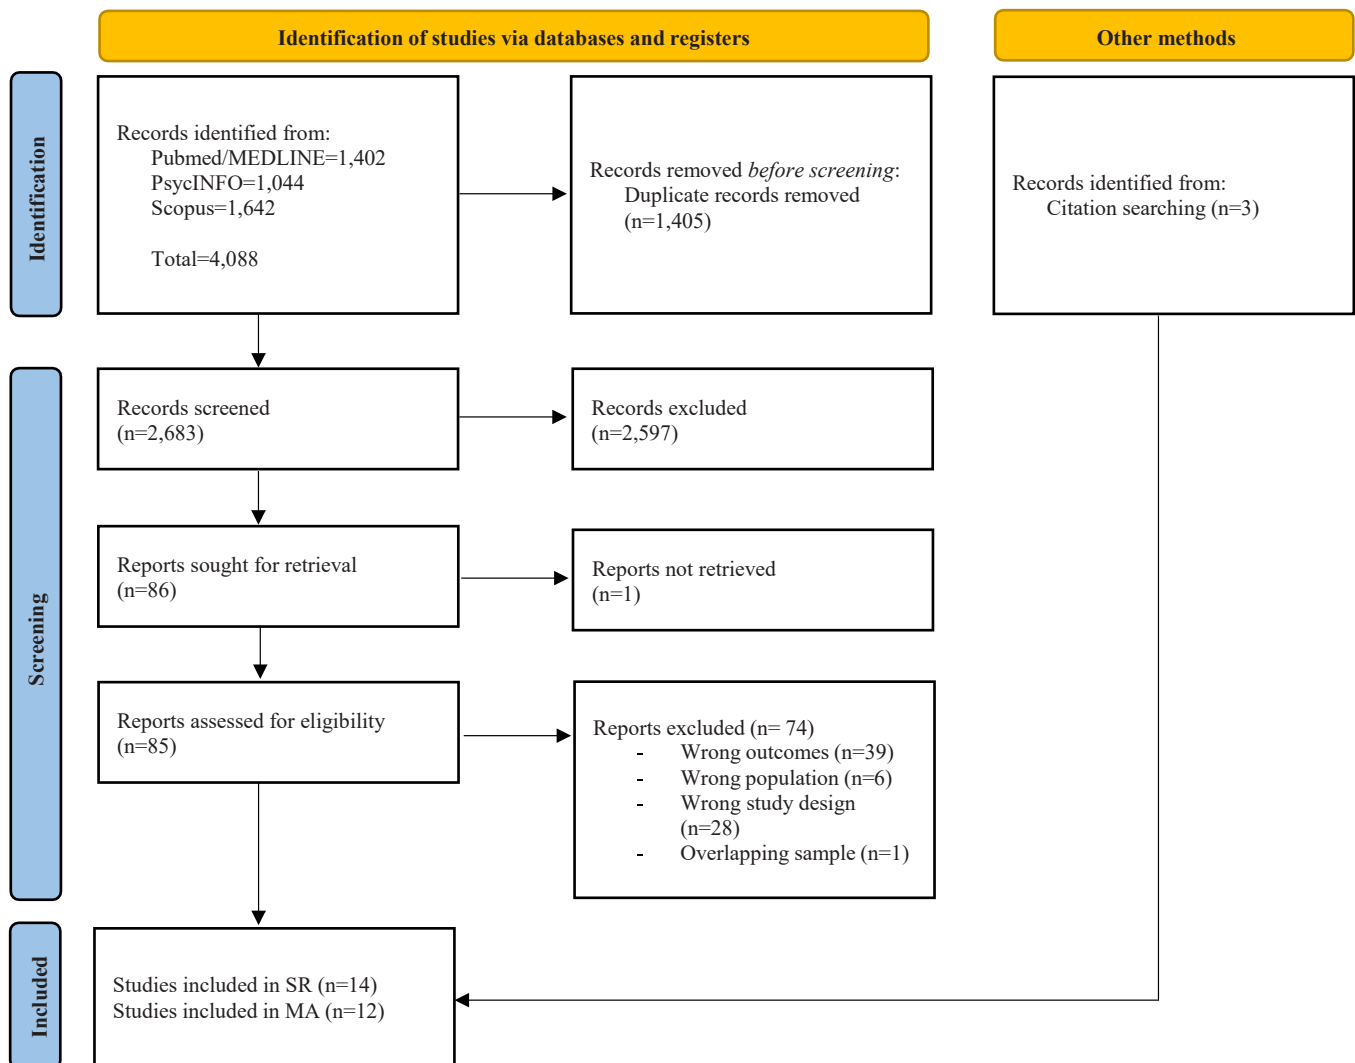 Identification of studies via databases and registers
Other methods
Identification
Records identified from:
Pubmed/MEDLINE=1,402
PsycINFO=1,044
Scopus=1,642
Total=4,088
Records removed before screening:
Duplicate records removed
(n=1,405)
Records identified from:
Citation searching (n=3)
Screening
Records screened
(n=2,683)
Records excluded
(n=2,597)
Reports sought for retrieval
(n=86)
Reports not retrieved
(n=1)
Reports assessed for eligibility
(n=85)
Reports excluded (n= 74)
- Wrong outcomes (n=39)
- Wrong population (n=6)
- Wrong study design
(n=28)
- Overlapping sample (n=1)
Included
Studies included in SR (n=14)
Studies included in MA (n=12)